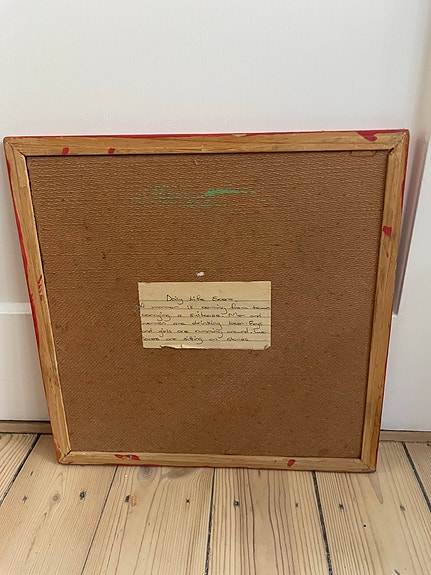 Daily Life Scene
A woman is coming from town
carrying a suitcase. Men and
women are drinking beer. Boys
and girls are running around. Two
are sitting on stones